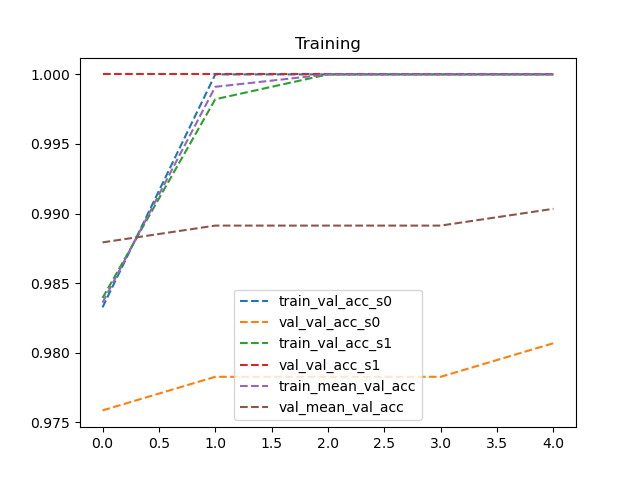 Training
1.000
0.995
0.990
0.985
0.980
0.975
train_val_acc_s0
val_val_acc_s0
train_val_acc_s1
val_val_acc_s1
train_mean_val_acc
val_mean_val_acc
0.0 0.5 1.0 1.5 2.0 2.5 3.0 3.5 4.0